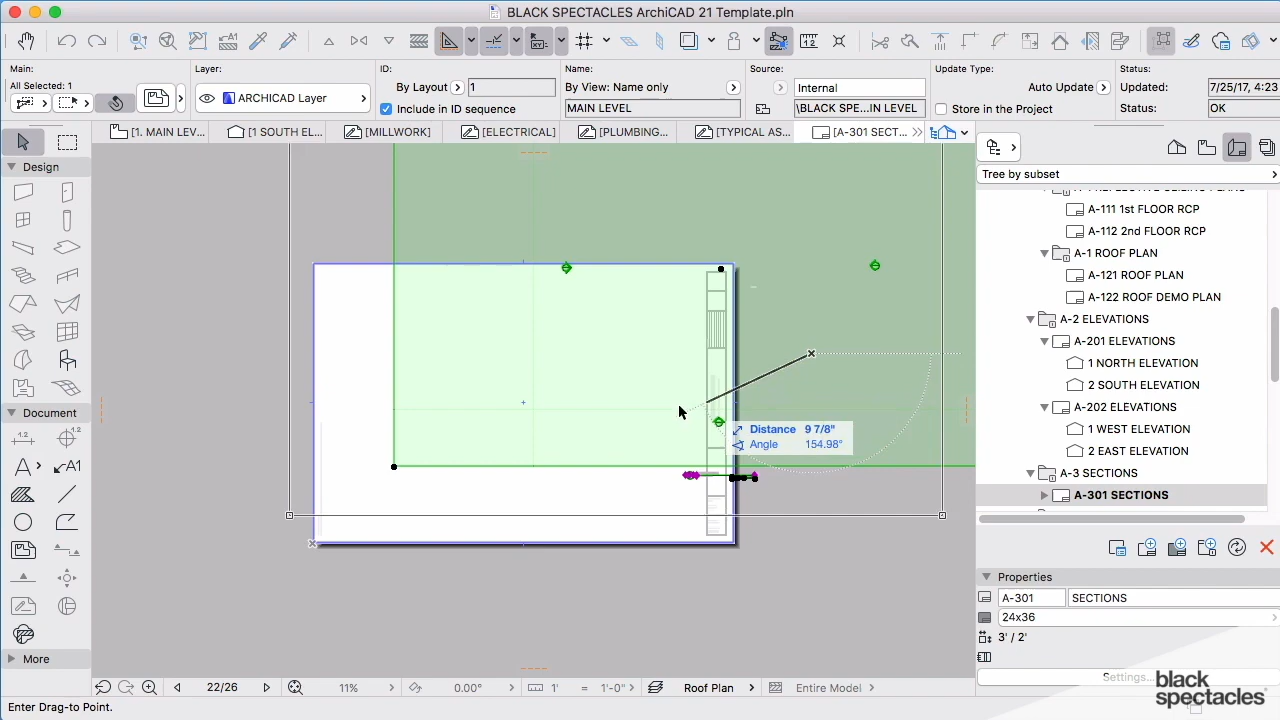 BLACK SPECTACLES ArchiCAD 21 Template.pln
Main:
All Selected: 1
Layer:
ARCHICAD Layer
ID:
By Layout
1
Include in ID sequence
Name:
By View: Name only
MAIN LEVEL
Source:
Internal
\BLACK SPE...IN LEVEL
Update Type:
Auto Update
Store in the Project
Status:
Updated:
7/25/17, 4:23
Status:
OK
[1. MAIN LEV...
[1 SOUTH EL...
[MILLWORK]
[ELECTRICAL]
[PLUMBING...
[TYPICAL AS...
[A-301 SECT...
Design
Document
More
Distance 9 7/8"
Angle 154.98°
Tree by subset
A-111 1st FLOOR RCP
A-112 2nd FLOOR RCP
A-1 ROOF PLAN
A-121 ROOF PLAN
A-122 ROOF DEMO PLAN
A-2 ELEVATIONS
A-201 ELEVATIONS
1 NORTH ELEVATION
2 SOUTH ELEVATION
A-202 ELEVATIONS
1 WEST ELEVATION
2 EAST ELEVATION
A-3 SECTIONS
A-301 SECTIONS
Properties
A-301
SECTIONS
24x36
3' / 2'
Settings...
22/26
11%
0.00°
1' = 1'-0"
Roof Plan
Entire Model
Enter Drag-to Point.
black
spectacles